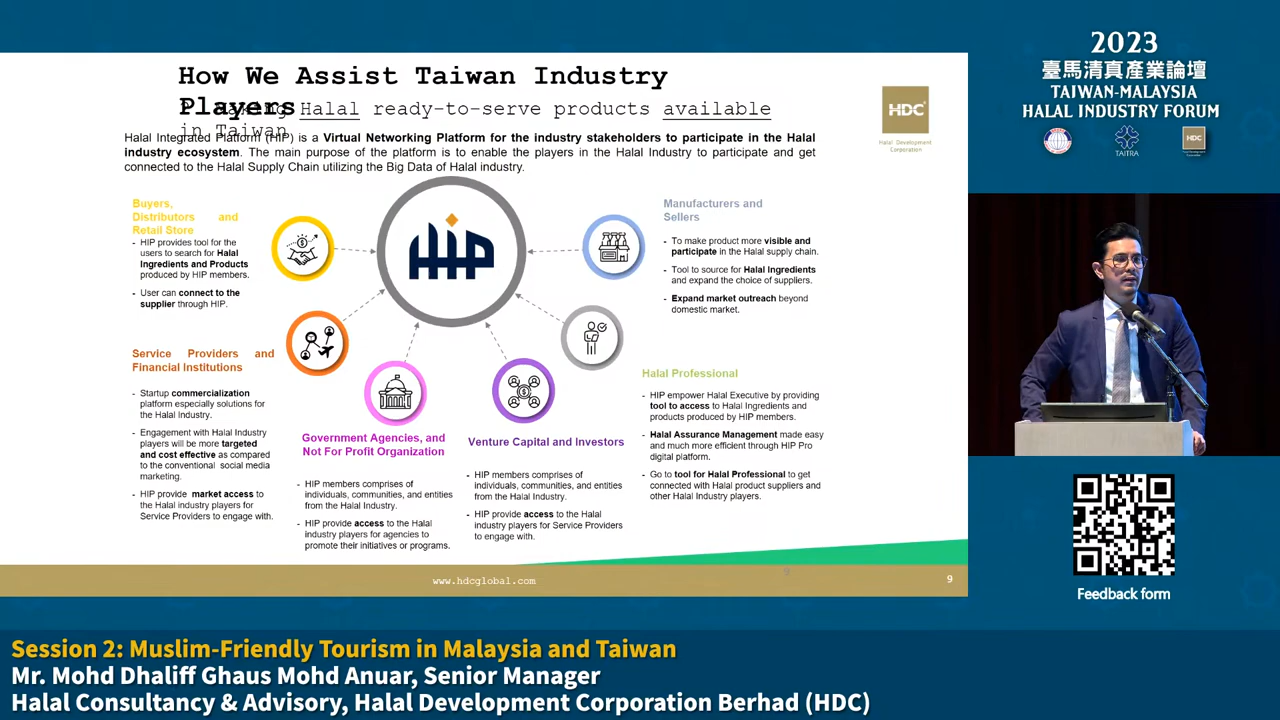 How We Assist Taiwan Industry
Players
Halal ready-to-serve products available
in Taiwan
Halal Integrated Platform (HIP) is a Virtual Networking Platform for the industry stakeholders to participate in the Halal
industry ecosystem. The main purpose of the platform is to enable the players in the Halal Industry to participate and get
connected to the Halal Supply Chain utilizing the Big Data of Halal industry.
HDC
Halal Development
Corporation
Buyers,
Distributors and
Retail Store
- HIP provides tool for the
users to search for Halal
Ingredients and Products
produced by HIP members.
- User can connect to the
supplier through HIP.
HIP
Manufacturers and
Sellers
- To make product more visible and
participate in the Halal supply chain.
- Tool to source for Halal Ingredients
and expand the choice of suppliers.
- Expand market outreach beyond
domestic market.
Service Providers and
Financial Institutions
- Startup commercialization
platform especially solutions for
the Halal Industry.
- Engagement with Halal Industry
players will be more targeted
and cost effective as compared
to the conventional social media
marketing.
- HIP provide market access to
the Halal industry players for
Service Providers to engage with.
Government Agencies, and
Not For Profit Organization
- HIP members comprises of
individuals, communities, and entities
from the Halal Industry.
- HIP provide access to the Halal
industry players for agencies to
promote their initiatives or programs.
Venture Capital and Investors
- HIP members comprises of
individuals, communities, and entities
from the Halal Industry.
- HIP provide access to the Halal
industry players for Service Providers
to engage with.
Halal Professional
- HIP empower Halal Executive by providing
tool to access to Halal Ingredients and
products produced by HIP members.
- Halal Assurance Management made easy
and much more efficient through HIP Pro
digital platform.
- Go to tool for Halal Professional to get
connected with Halal product suppliers and
other Halal Industry players.
9
www.hdcglobal.com
9
2023
臺馬清真產業論壇
TAIWAN-MALAYSIA
HALAL INDUSTRY FORUM
TAITRA
HDC
Feedback form
Session 2: Muslim-Friendly Tourism in Malaysia and Taiwan
Mr. Mohd Dhaliff Ghaus Mohd Anuar, Senior Manager
Halal Consultancy & Advisory, Halal Development Corporation Berhad (HDC)